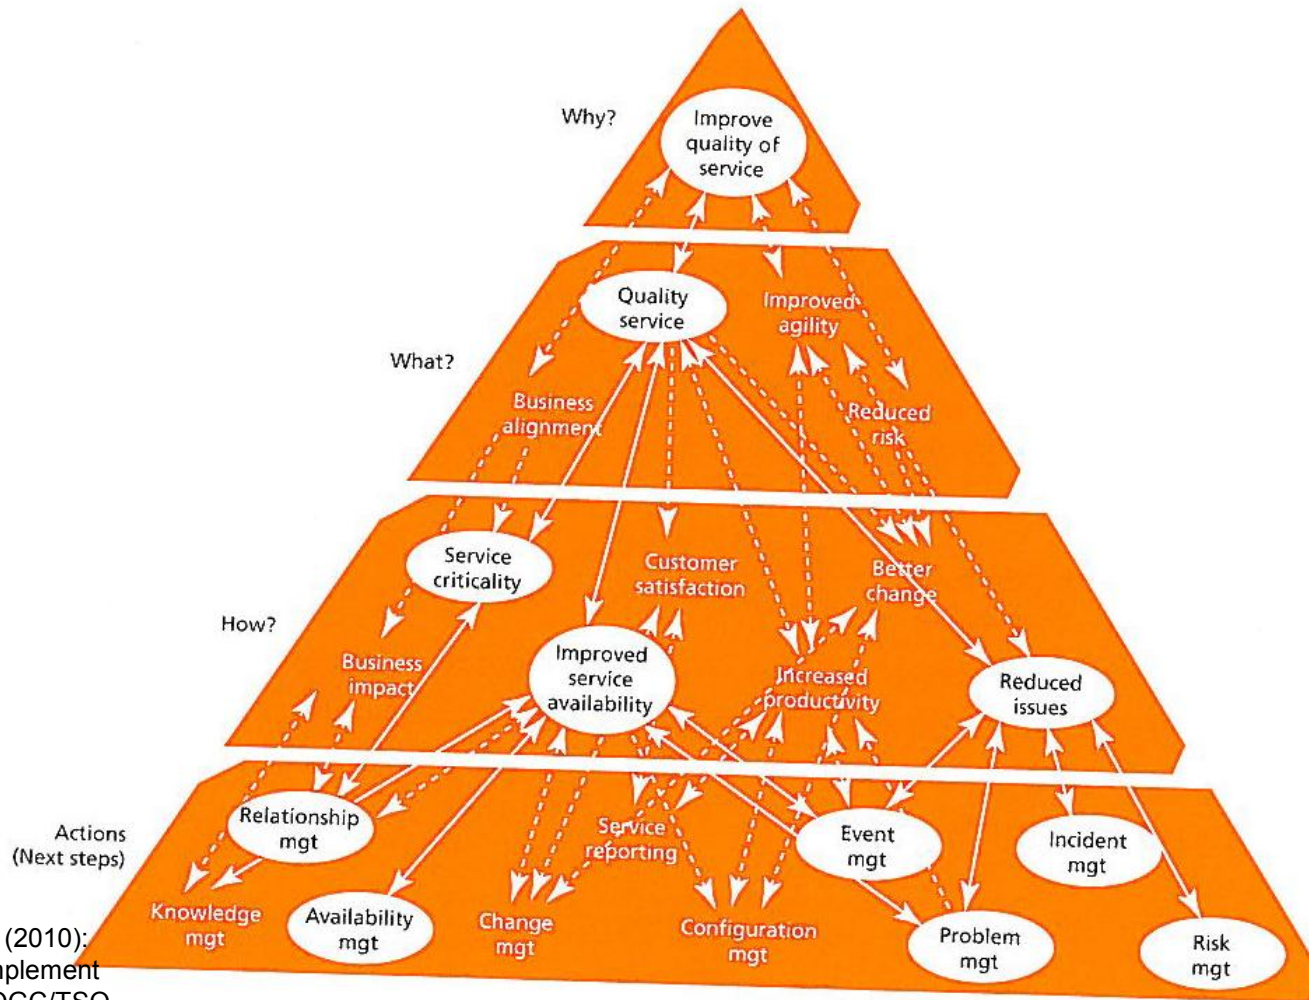 Why?
Improve
quality of
service
What?
Quality
service
Improved
agility
Business
alignment
Reduced
risk
How?
Service
criticality
Customer
satisfaction
Better
change
Business
impact
Improved
service
availability
Increased
productivity
Reduced
issues
Actions
(Next steps)
Relationship
mgt
Service
reporting
Event
mgt
Incident
mgt
Knowledge
mgt
Availability
mgt
Change
mgt
Configuration
mgt
Problem
mgt
Risk
mgt
(2010):
OGC/TSO